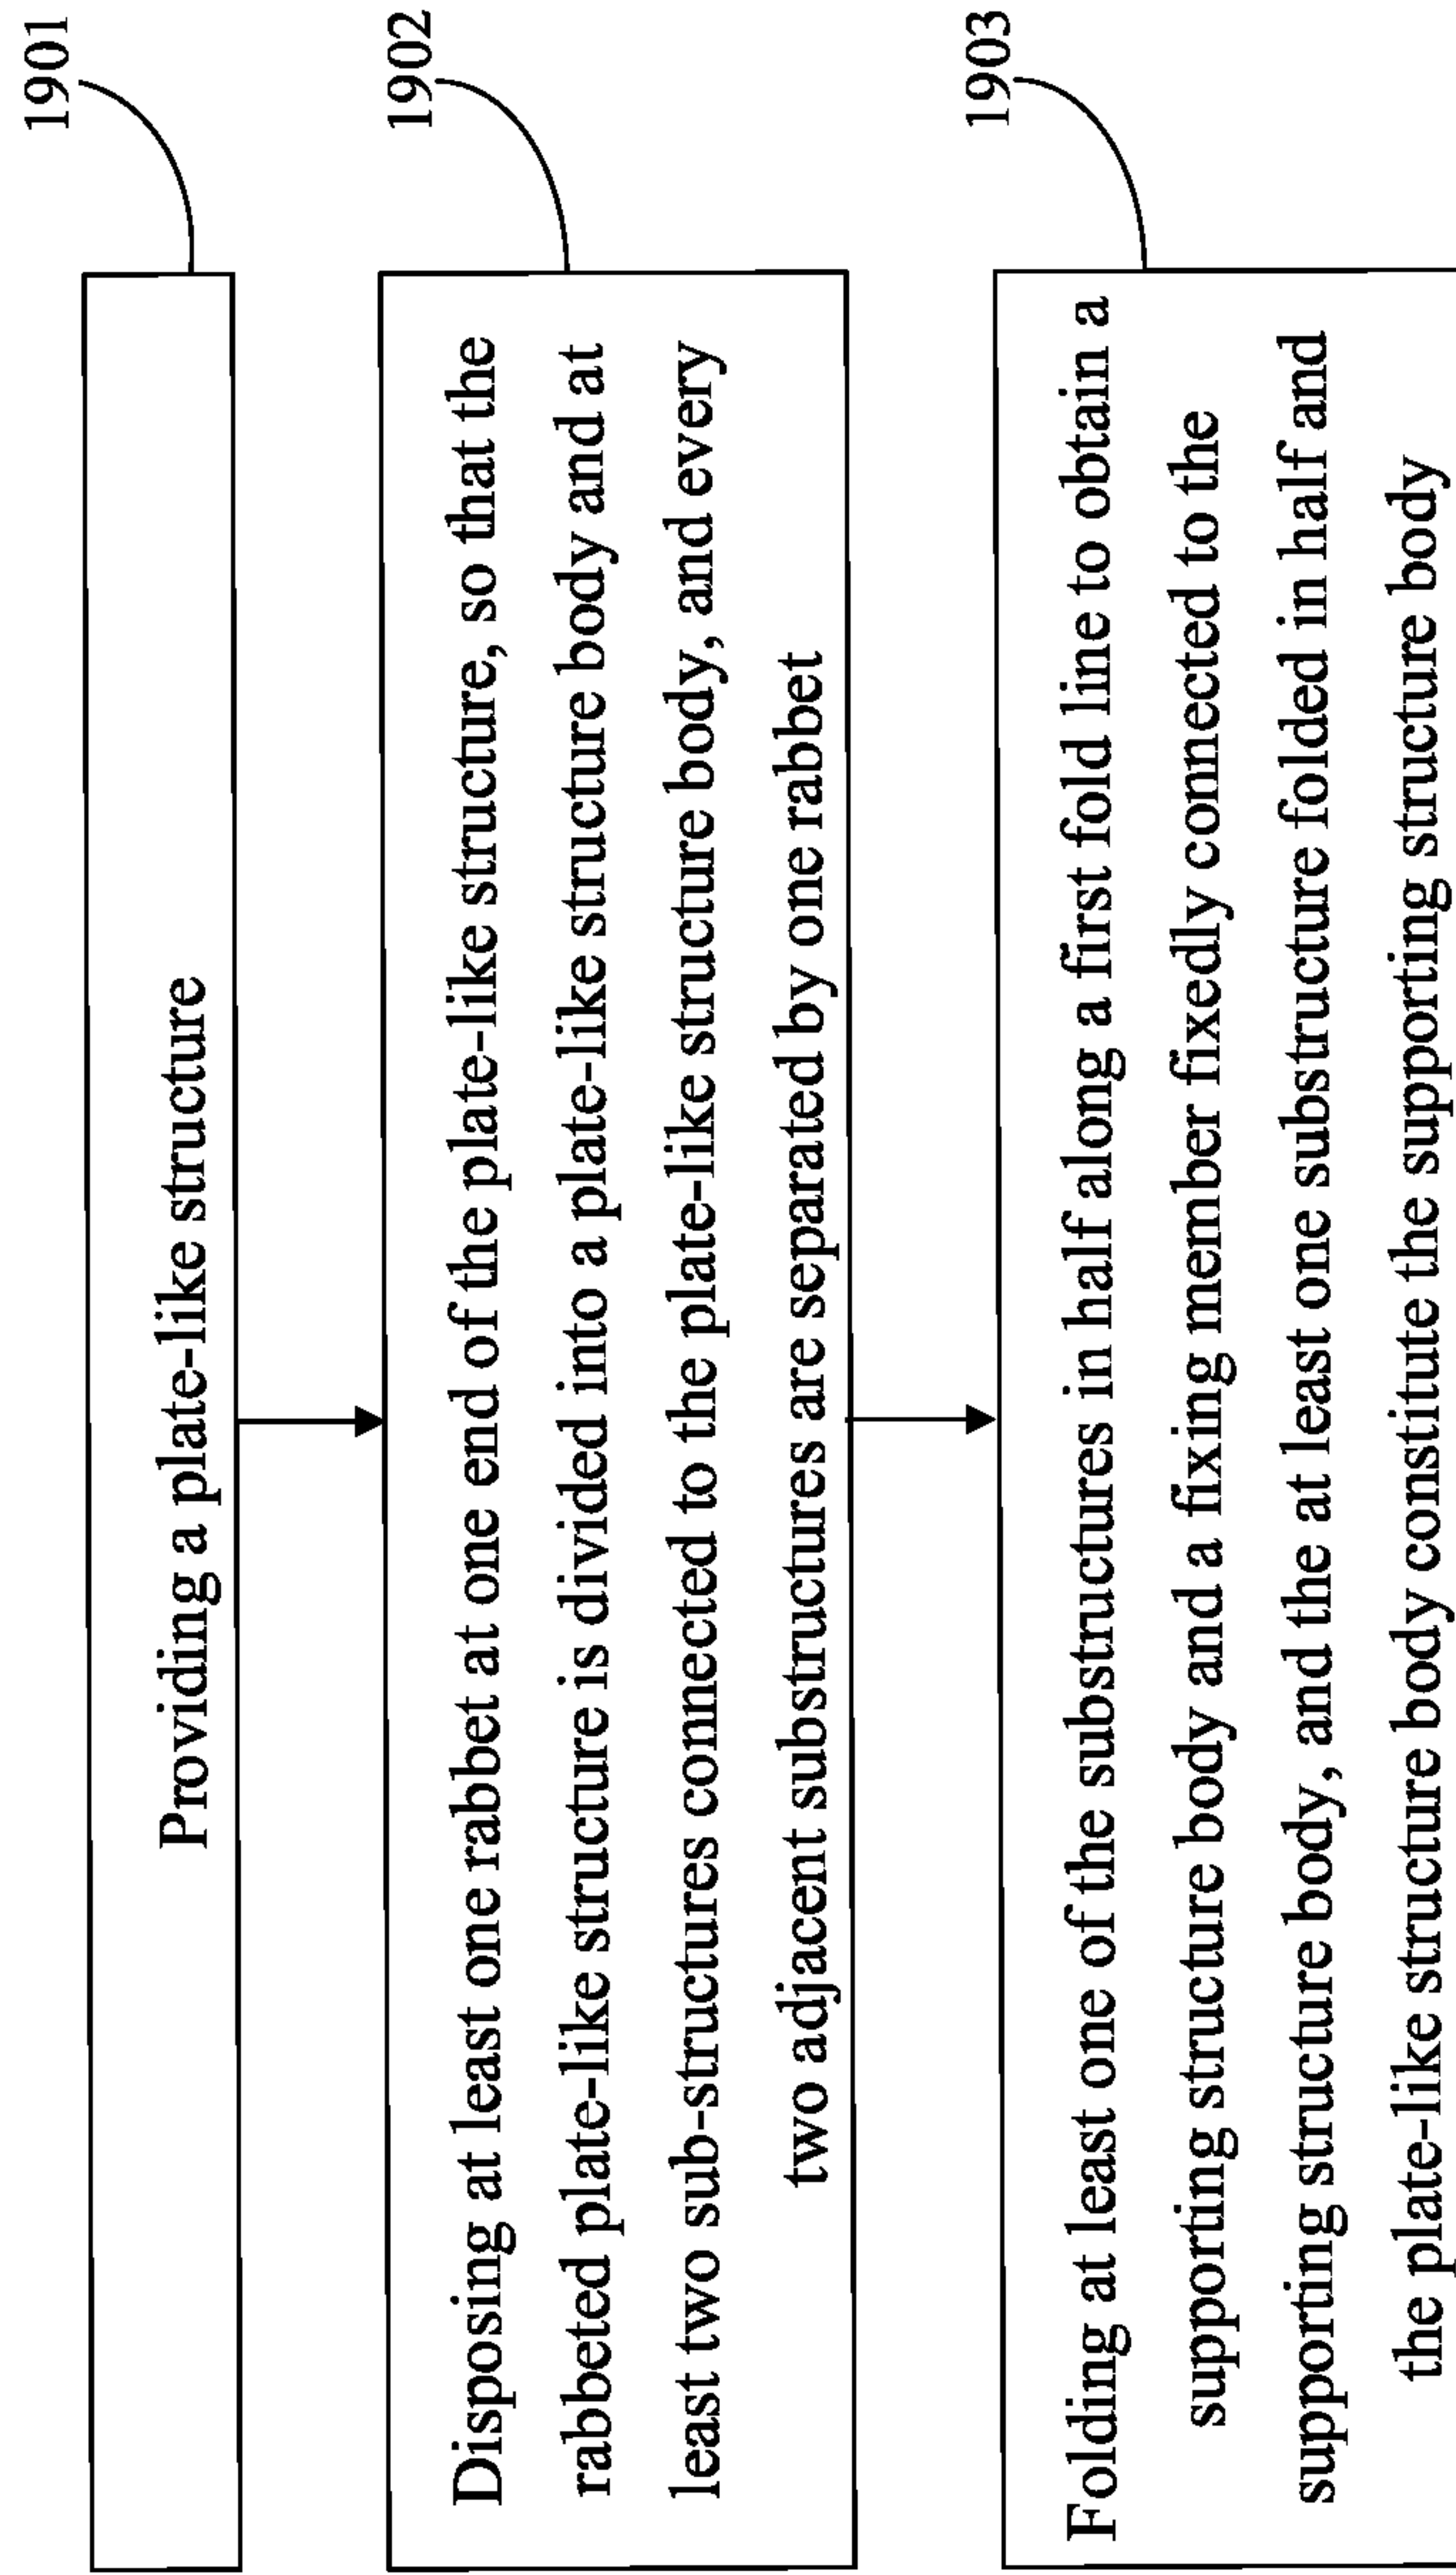 1901
Providing a plate-like structure
1902
Disposing at least one rabbet at one end of the plate-like structure, so that the
rabbeted plate-like structure is divided into a plate-like structure body and at
least two sub-structures connected to the plate-like structure body, and every
two adjacent substructures are separated by one rabbet
1903
Folding at least one of the substructures in half along a first fold line to obtain a
supporting structure body and a fixing member fixedly connected to the
supporting structure body, and the at least one substructure folded in half and
the plate-like structure body constitute the supporting structure body